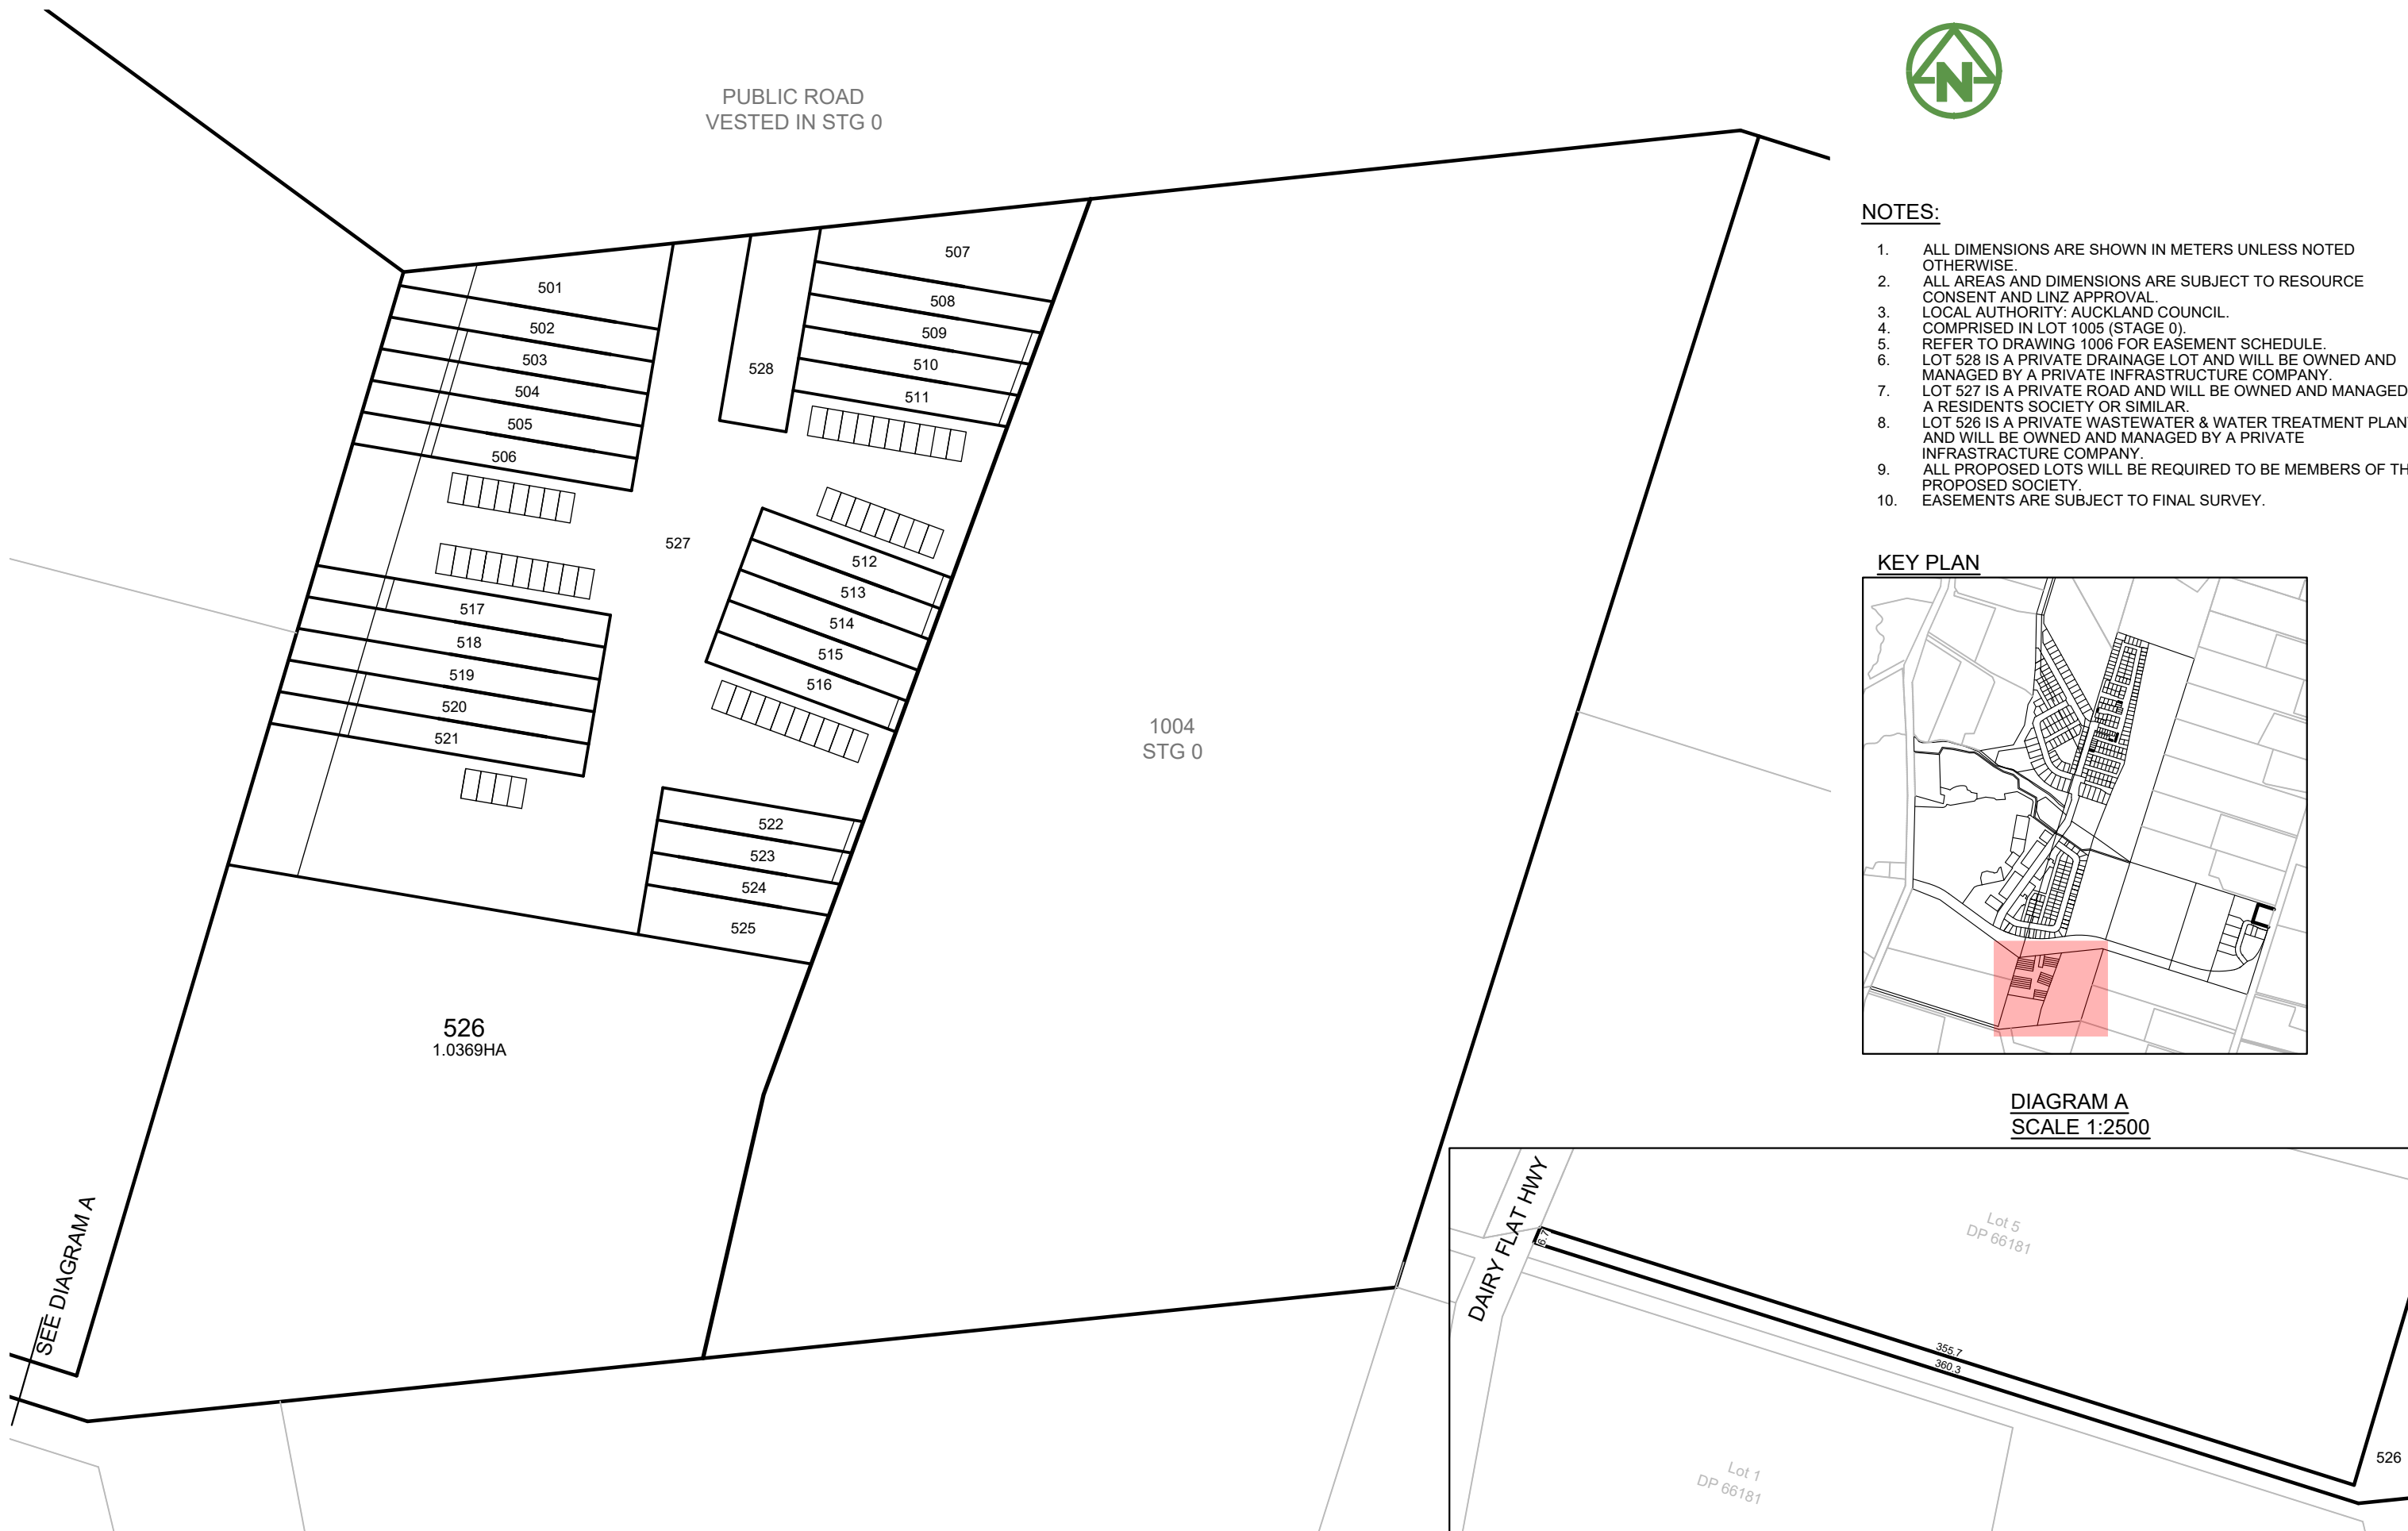 PUBLIC ROAD
VESTED IN STG 0
N
501
502
503
504
505
506
507
508
509
510
511
528
527
512
513
514
515
516
517
518
519
520
521
522
523
524
525
526
1.0369HA
1004
STG 0
SEE DIAGRAM A
NOTES:
1. ALL DIMENSIONS ARE SHOWN IN METERS UNLESS NOTED
OTHERWISE.
2. ALL AREAS AND DIMENSIONS ARE SUBJECT TO RESOURCE
CONSENT AND LINZ APPROVAL.
3. LOCAL AUTHORITY: AUCKLAND COUNCIL.
4. COMPRISED IN LOT 1005 (STAGE 0).
5. REFER TO DRAWING 1006 FOR EASEMENT SCHEDULE.
6. LOT 528 IS A PRIVATE DRAINAGE LOT AND WILL BE OWNED AND
MANAGED BY A PRIVATE INFRASTRUCTURE COMPANY.
7. LOT 527 IS A PRIVATE ROAD AND WILL BE OWNED AND MANAGED
A RESIDENTS SOCIETY OR SIMILAR.
8. LOT 526 IS A PRIVATE WASTEWATER & WATER TREATMENT PLAN
AND WILL BE OWNED AND MANAGED BY A PRIVATE
INFRASTRACTURE COMPANY.
9. ALL PROPOSED LOTS WILL BE REQUIRED TO BE MEMBERS OF TH
PROPOSED SOCIETY.
10. EASEMENTS ARE SUBJECT TO FINAL SURVEY.
KEY PLAN
DIAGRAM A
SCALE 1:2500
DAIRY FLAT HWY
6.7
Lot 5
DP 66181
355.7
360.3
526
Lot 1
DP 66181